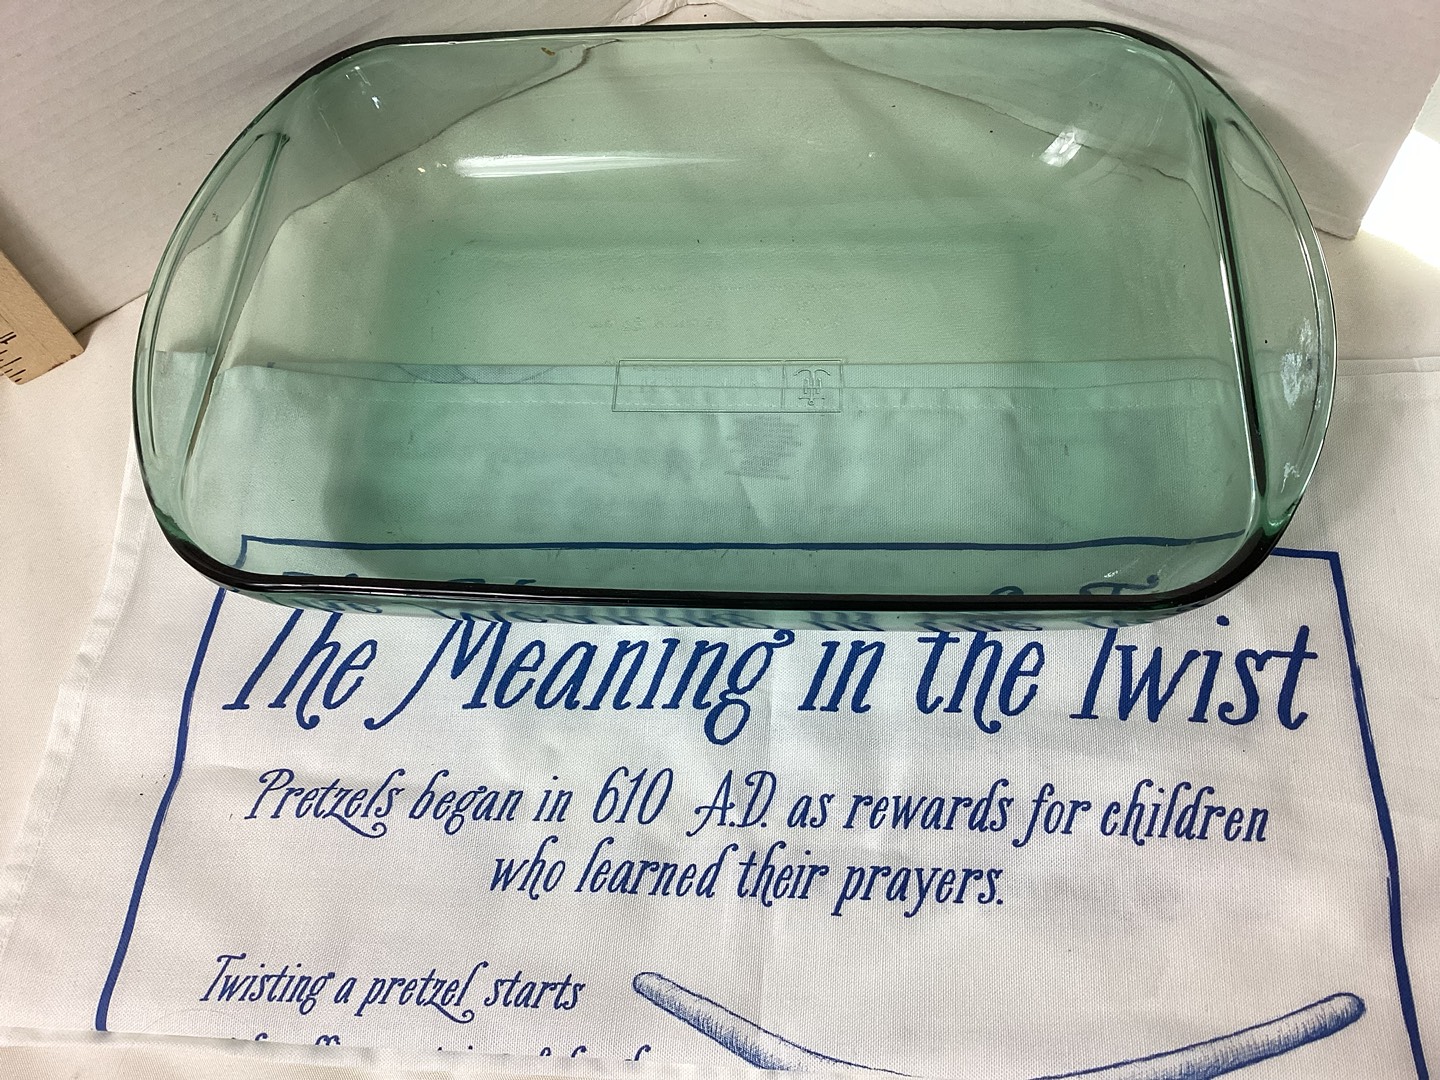 The Meaning in the Twist
Pretzels began in 610 A.D. as rewards for children
who learned their prayers.
Twisting a pretzel starts